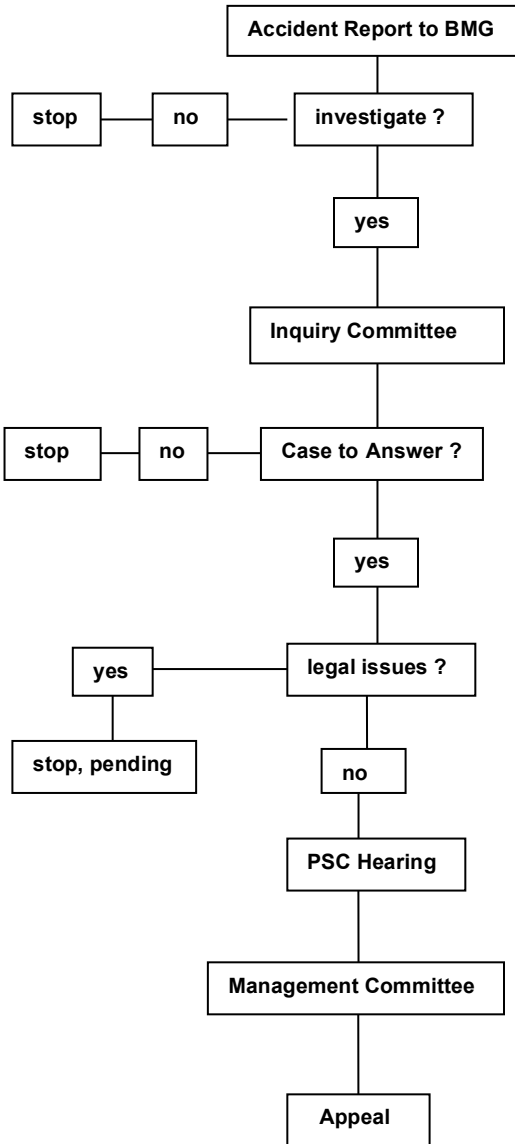 Accident Report to BMG
stop no investigate ?
yes
Inquiry Committee
stop no Case to Answer ?
yes
yes legal issues ?
stop, pending no
PSC Hearing
Management Committee
Appeal